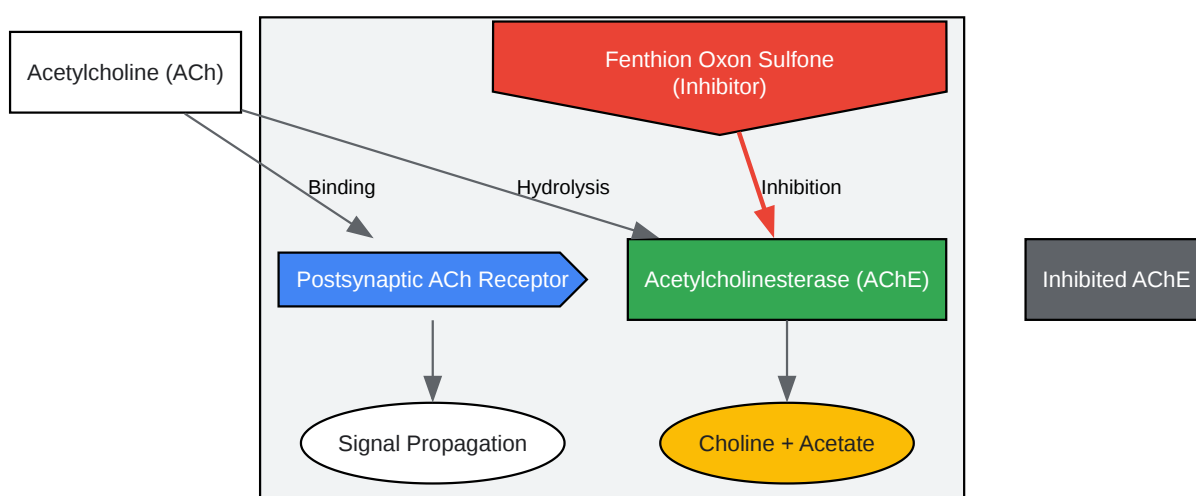 Acetylcholine (ACh)
Fenthion Oxon Sulfone
(Inhibitor)
Binding
Hydrolysis
Inhibition
Postsynaptic ACh Receptor
Acetylcholinesterase (AChE)
Inhibited AChE
Signal Propagation
Choline + Acetate